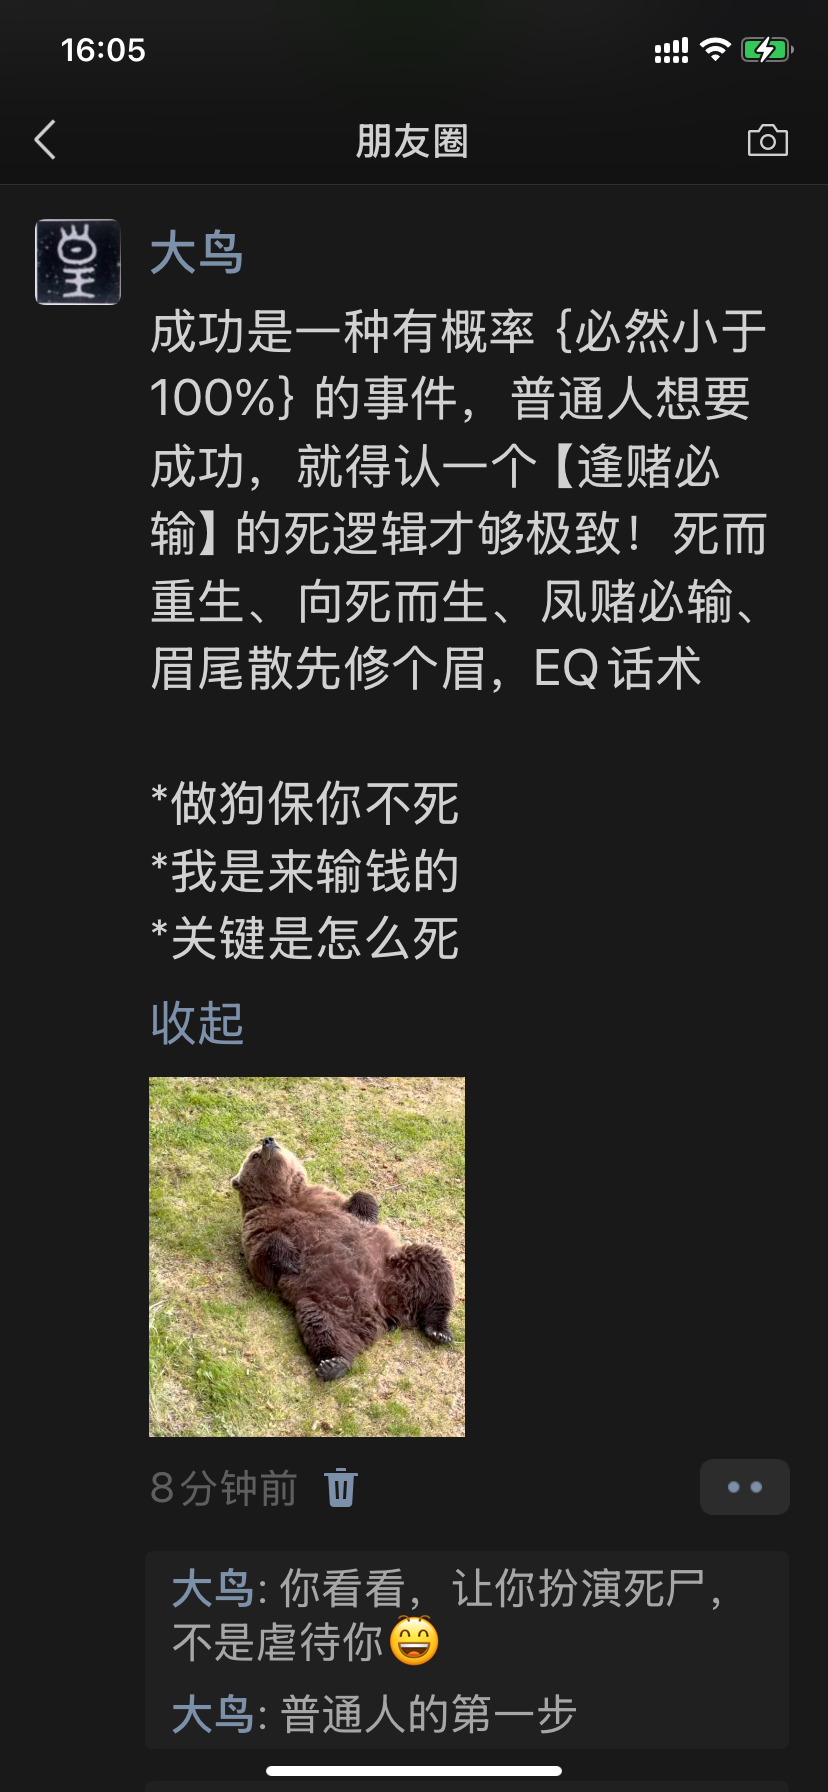 16:05
朋友圈
大鸟
成功是一种有概率 {必然小于
100%} 的事件，普通人想要
成功，就得认一个【逢赌必
输】的死逻辑才够极致！死而
重生、向死而生、凤赌必输、
眉尾散先修个眉，EQ话术
*做狗保你不死
*我是来输钱的
*关键是怎么死
收起
8分钟前
大鸟: 你看看，让你扮演死尸，
不是虐待你😄
大鸟: 普通人的第一步